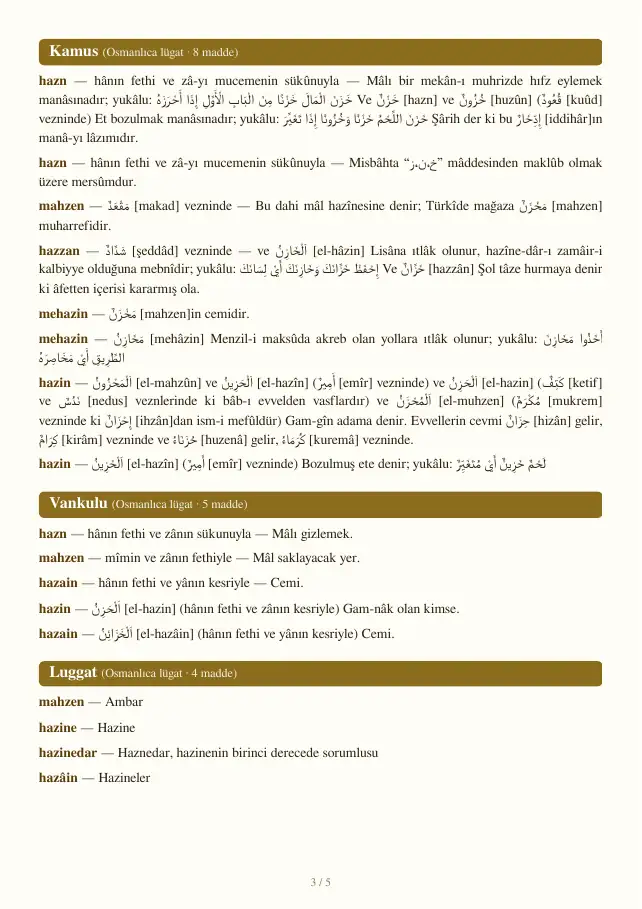 Kamus (Osmanlıca lügat · 8 madde)
hazn — hânın fethi ve zâ-yı mucemenin sükûnuyla — Mâlı bir mekân-ı muhrizde hıfz eylemek
manâsınadır; yukâlu: خَزَنَ الْمَالَ خَزْنًا مِنَ الْبَابِ الْأَوَّلِ إِذَا أَحْرَزَهُ Ve خَزْنٌ [hazn] ve خُزُونٌ [huzûn] (قُعُودٌ [kuûd]
vezninde) Et bozulmak manâsınadır; yukâlu: خَزَنَ اللَّحْمُ خَزْنًا وَخُزُونًا إِذَا تَغَيَّرَ Şârih der ki bu إِدِّخَارٌ [iddihâr]ın
manâ-yı lâzımıdır.
hazn — hânın fethi ve zâ-yı mucemenin sükûnuyla — Misbâhta “خ،ن،ز” mâddesinden maklûb olmak
üzere mersûmdur.
mahzen — مَقْعَدٌ [makad] vezninde — Bu dahi mâl hazînesine denir; Türkîde mağaza مَخْزَنٌ [mahzen]
muharrefidir.
hazzan — شَدَّادٌ [şeddâd] vezninde — ve اَلْخَازِنُ [el-hâzin] Lisâna ıtlâk olunur, hazîne-dâr-ı zamâir-i
kalbiyye olduğuna mebnîdir; yukâlu: إِحْفَظْ خَزَّانَكَ وَخَازِنَكَ أَيْ لِسَانَكَ Ve خَزَّانٌ [hazzân] Şol tâze hurmaya denir
ki âfetten içerisi kararmış ola.
mehazin — مَخْزَنٌ [mahzen]in cemidir.
mehazin — مَخَازِنُ [mehâzin] Menzil-i maksûda akreb olan yollara ıtlâk olunur; yukâlu: أَخَذُوا مَخَازِنَ
الطَّرِيقِ أَيْ مَخَاصِرَهُ
hazin — اَلْمَحْزُونُ [el-mahzûn] ve اَلْحَزِينُ [el-hazîn] (أَمِيرٌ [emîr] vezninde) ve اَلْحَزِنُ [el-hazin] (كَتِفٌ [ketif]
ve نَدُسٌ [nedus] veznlerinde ki bâb-ı evvelden vasflardır) ve اَلْمُحْزَنُ [el-muhzen] (مُكْرَمٌ [mukrem]
vezninde ki إِحْزَانٌ [ihzân]dan ism-i mefûldür) Gam-gîn adama denir. Evvellerin cevmi حِزَانٌ [hizân] gelir,
كِرَامٌ [kirâm] vezninde ve حُزَنَاءُ [huzenâ] gelir, كُرَمَاءُ [kuremâ] vezninde.
hazin — اَلْخَزِينُ [el-hazîn] (أَمِيرٌ [emîr] vezninde) Bozulmuş ete denir; yukâlu: لَحْمٌ خَزِينٌ أَيْ مُتَغَيِّرٌ
Vankulu (Osmanlıca lügat · 5 madde)
hazn — hânın fethi ve zânın sükunuyla — Mâlı gizlemek.
mahzen — mîmin ve zânın fethiyle — Mâl saklayacak yer.
hazain — hânın fethi ve yânın kesriyle — Cemi.
hazin — اَلْحَزِنُ [el-hazin] (hânın fethi ve zânın kesriyle) Gam-nâk olan kimse.
hazain — اَلْخَزَائِنُ [el-hazâin] (hânın fethi ve yânın kesriyle) Cemi.
Luggat (Osmanlıca lügat · 4 madde)
mahzen — Ambar
hazine — Hazine
hazinedar — Haznedar, hazinenin birinci derecede sorumlusu
hazâin — Hazineler
3 / 5